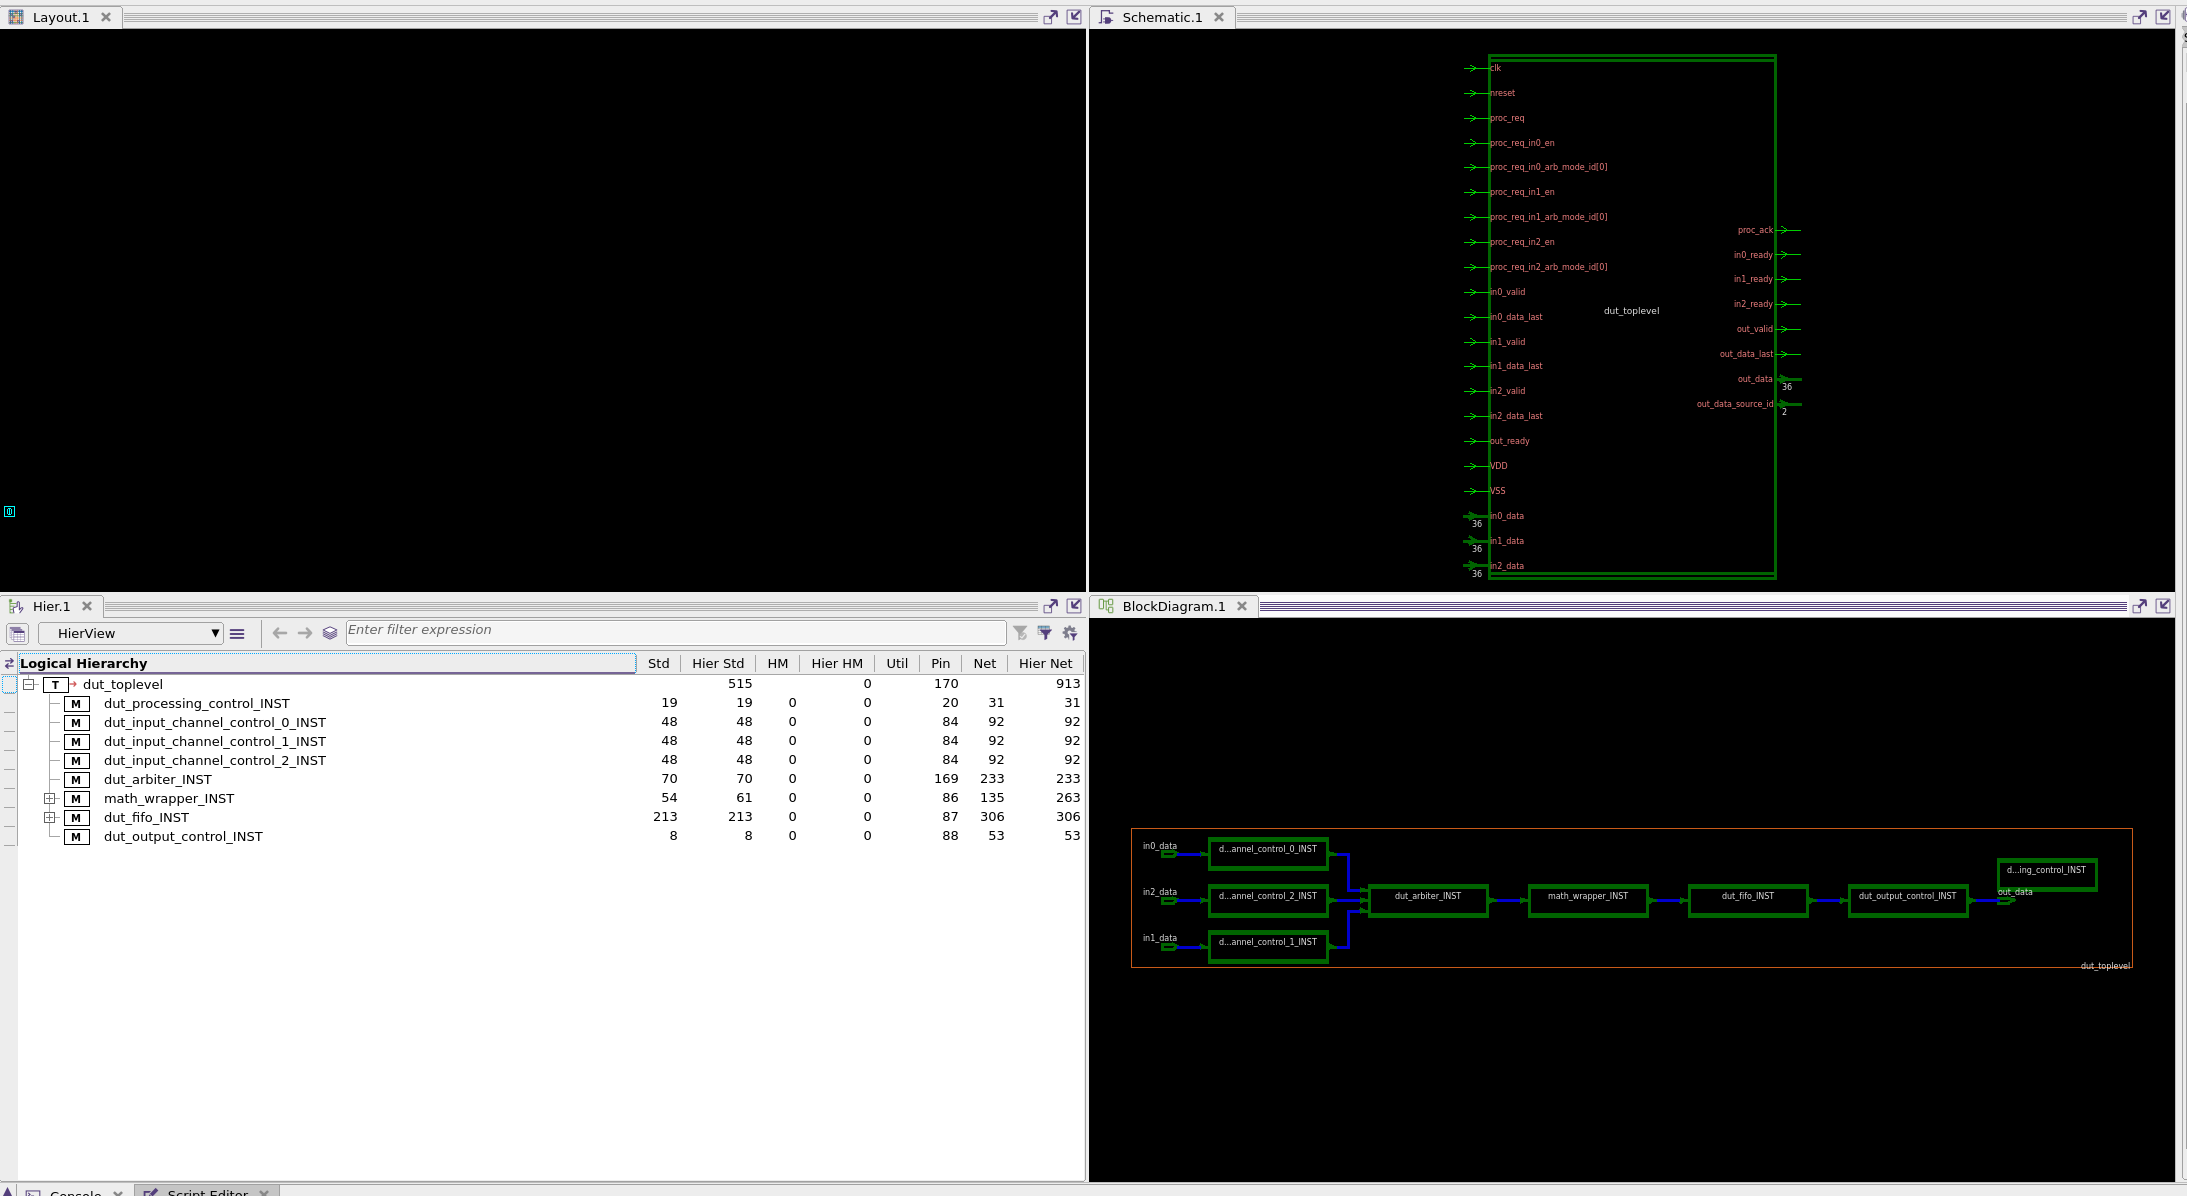 Layout.1
Schematic.1
clk
nreset
proc_req
proc_req_in0_en
proc_req_in0_arb_mode_id[0]
proc_req_in1_en
proc_req_in1_arb_mode_id[0]
proc_req_in2_en
proc_req_in2_arb_mode_id[0]
in0_valid
in0_data_last
in1_valid
in1_data_last
in2_valid
in2_data_last
out_ready
VDD
VSS
in0_data
36
in1_data
36
in2_data
36
dut_toplevel
proc_ack
in0_ready
in1_ready
in2_ready
out_valid
out_data_last
out_data
36
out_data_source_id
2
Hier.1
HierView
Enter filter expression
Logical Hierarchy Std Hier Std HM Hier HM Util Pin Net Hier Net
T dut_toplevel 515 0 170 913
M dut_processing_control_INST 19 19 0 0 20 31 31
M dut_input_channel_control_0_INST 48 48 0 0 84 92 92
M dut_input_channel_control_1_INST 48 48 0 0 84 92 92
M dut_input_channel_control_2_INST 48 48 0 0 84 92 92
M dut_arbiter_INST 70 70 0 0 169 233 233
M math_wrapper_INST 54 61 0 0 86 135 263
M dut_fifo_INST 213 213 0 0 87 306 306
M dut_output_control_INST 8 8 0 0 88 53 53
BlockDiagram.1
in0_data
d...annel_control_0_INST
in2_data
d...annel_control_2_INST
in1_data
d...annel_control_1_INST
dut_arbiter_INST
math_wrapper_INST
dut_fifo_INST
dut_output_control_INST
d...ing_control_INST
out_data
dut_toplevel
Console
Script Editor